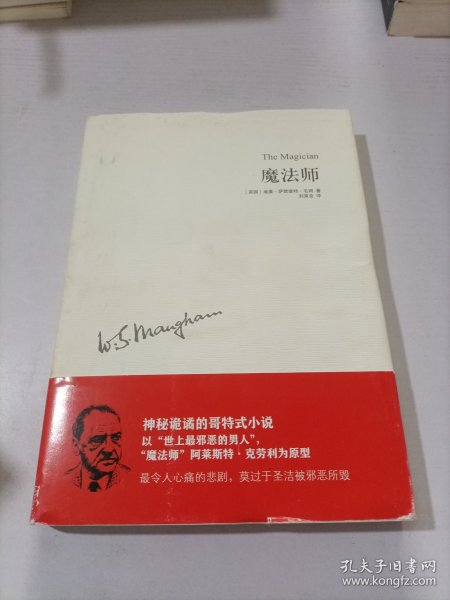 The Magician
魔法师
[英国] 威廉·萨默塞特·毛姆 著
刘宸含 译
W.S.Maugham
神秘诡谲的哥特式小说
以“世上最邪恶的男人”，
“魔法师”阿莱斯特·克劳利为原型
最令人心痛的悲剧，莫过于圣洁被邪恶所毁
孔夫子旧书网
www.kongfz.com